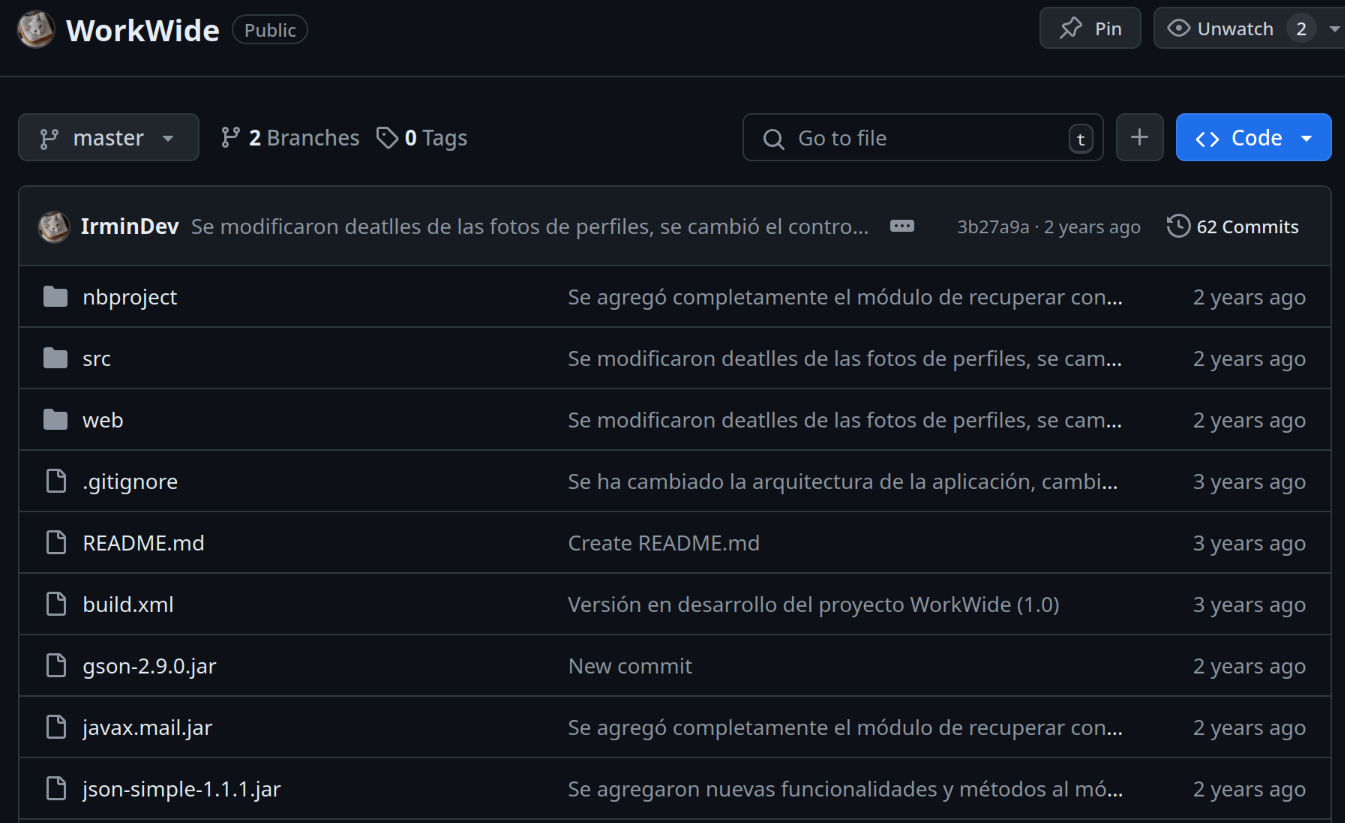 WorkWide Public Pin Unwatch 2
master 2 Branches 0 Tags Go to file t + Code
IrminDev Se modificaron deatlles de las fotos de perfiles, se cambió el contro... 3b27a9a · 2 years ago 62 Commits
nbproject Se agregó completamente el módulo de recuperar con... 2 years ago
src Se modificaron deatlles de las fotos de perfiles, se cam... 2 years ago
web Se modificaron deatlles de las fotos de perfiles, se cam... 2 years ago
.gitignore Se ha cambiado la arquitectura de la aplicación, cambi... 3 years ago
README.md Create README.md 3 years ago
build.xml Versión en desarrollo del proyecto WorkWide (1.0) 3 years ago
gson-2.9.0.jar New commit 2 years ago
javax.mail.jar Se agregó completamente el módulo de recuperar con... 2 years ago
json-simple-1.1.1.jar Se agregaron nuevas funcionalidades y métodos al mó... 2 years ago